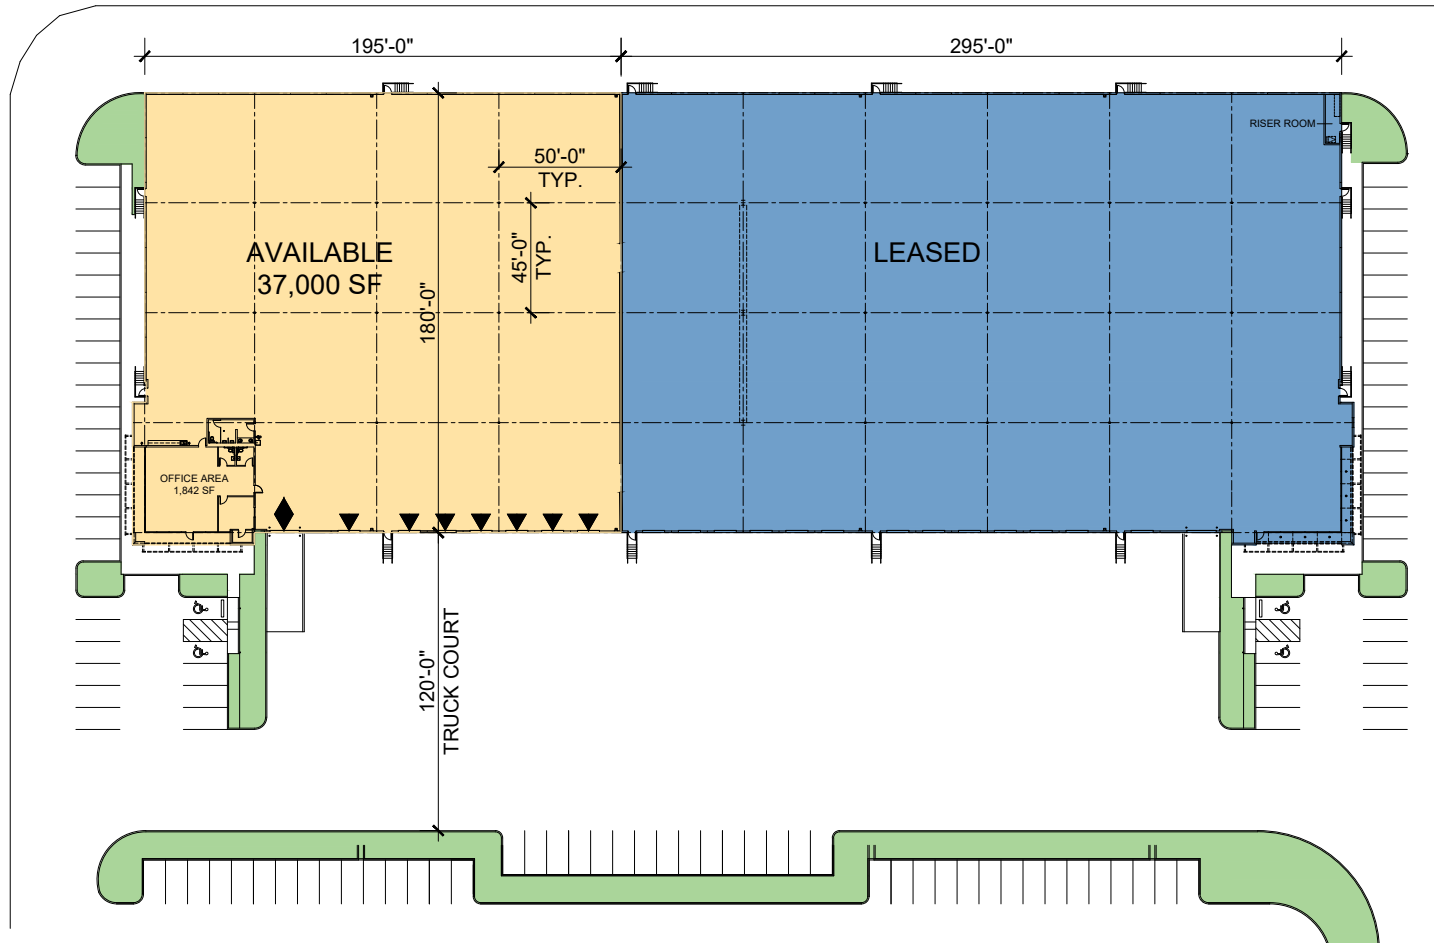 195'-0"
295'-0"
RISER ROOM
50'-0"
TYP.
45'-0"
TYP.
AVAILABLE
37,000 SF
LEASED
180'-0"
OFFICE AREA
1,842 SF
120'-0"
TRUCK COURT